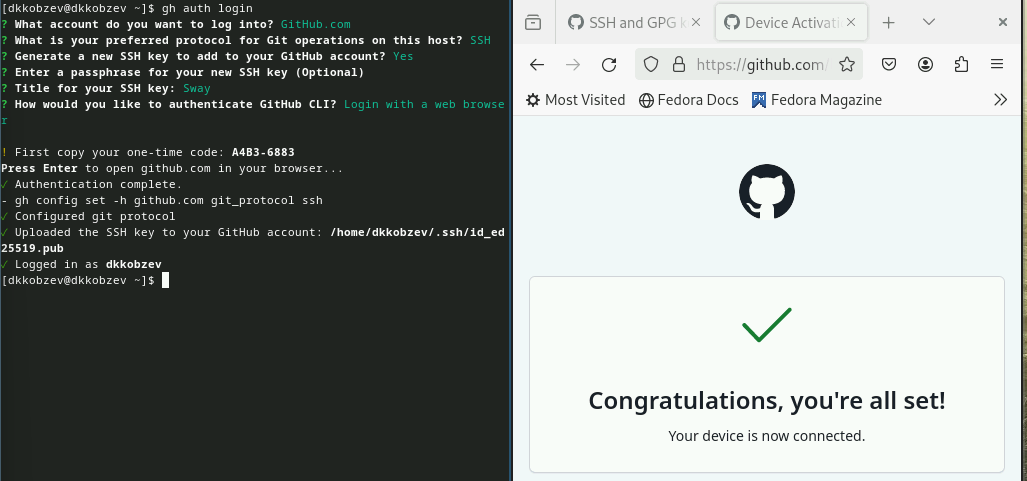 [dkkobzev@dkkobzev ~]$ gh auth login
? What account do you want to log into? GitHub.com
? What is your preferred protocol for Git operations on this host? SSH
? Generate a new SSH key to add to your GitHub account? Yes
? Enter a passphrase for your new SSH key (Optional)
? Title for your SSH key: Sway
? How would you like to authenticate GitHub CLI? Login with a web browse
r
! First copy your one-time code: A4B3-6883
Press Enter to open github.com in your browser...
✓ Authentication complete.
- gh config set -h github.com git_protocol ssh
✓ Configured git protocol
✓ Uploaded the SSH key to your GitHub account: /home/dkkobzev/.ssh/id_ed
25519.pub
✓ Logged in as dkkobzev
[dkkobzev@dkkobzev ~]$
SSH and GPG k
Device Activati
https://github.com/
Most Visited
Fedora Docs
FM
Fedora Magazine
Congratulations, you're all set!
Your device is now connected.